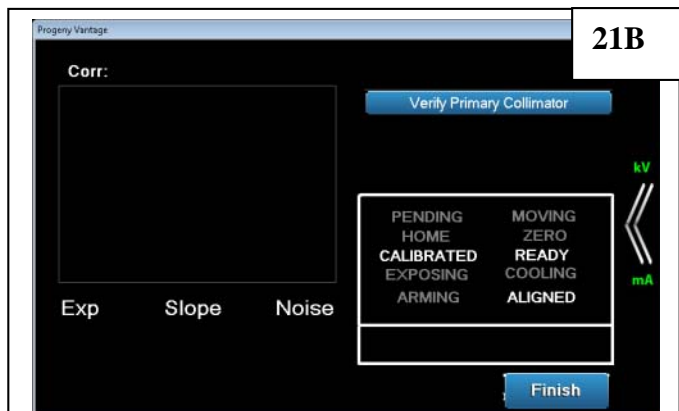 Progeny Vantage
21B
Corr:
Verify Primary Collimator
kV
PENDING MOVING
HOME ZERO
CALIBRATED READY
EXPOSING COOLING
mA
ARMING ALIGNED
Exp Slope Noise
Finish